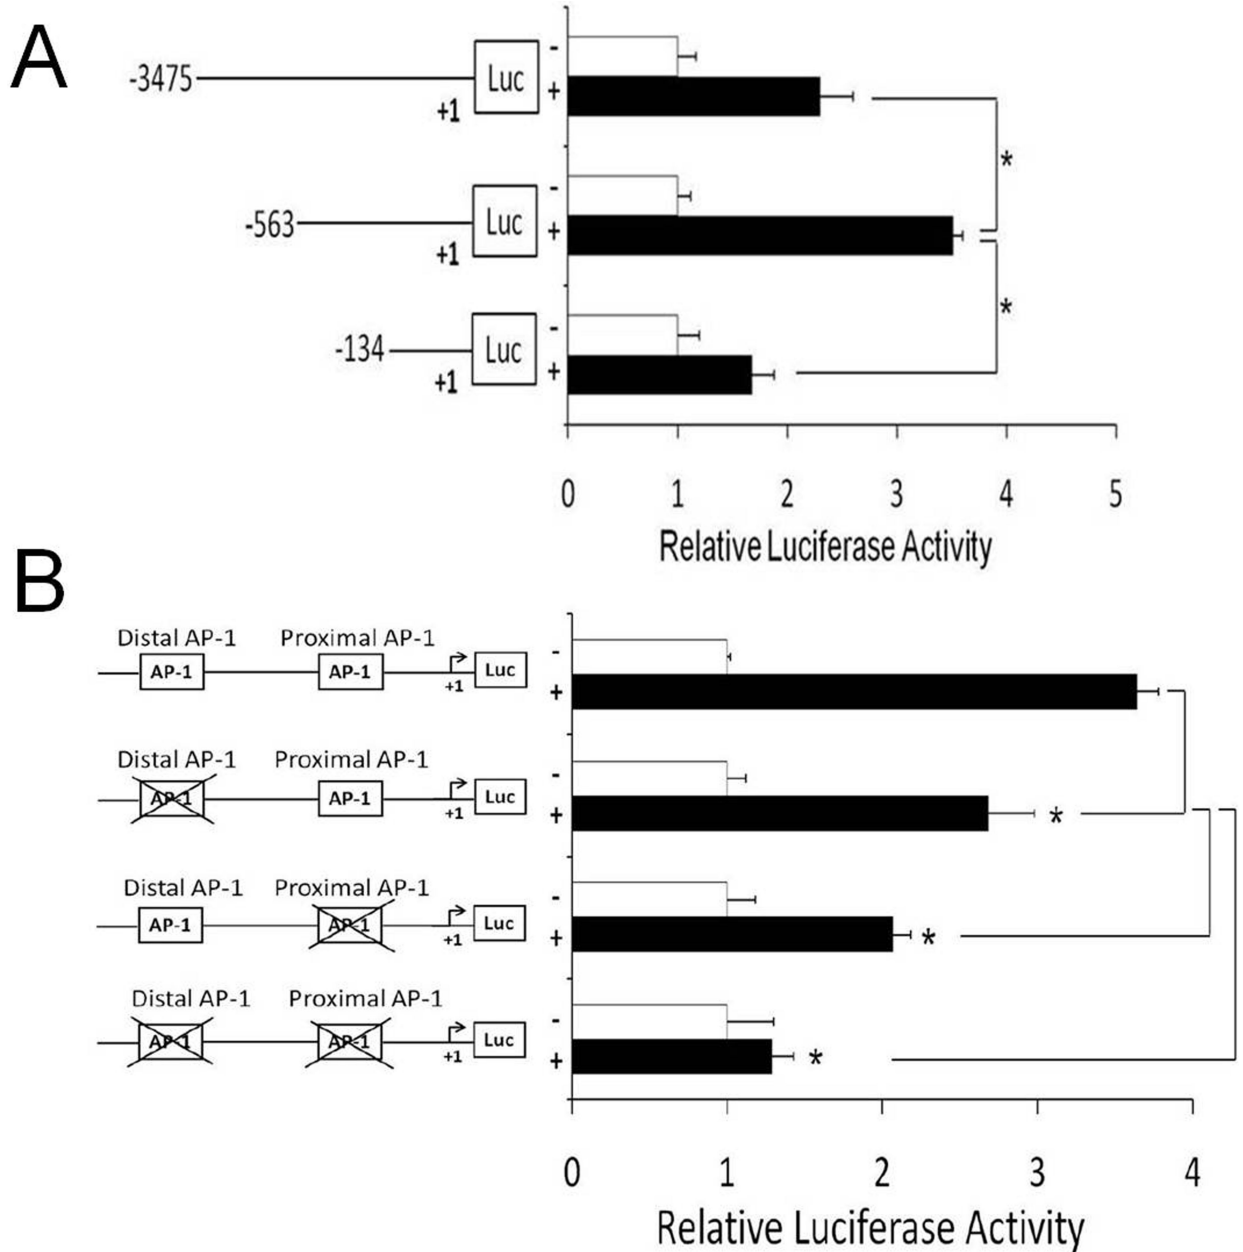 A
-3475
Luc
+1
-
+
*
-563
Luc
+1
-
+
*
-134
Luc
+1
-
+
0 1 2 3 4 5
Relative Luciferase Activity
B
Distal AP-1 Proximal AP-1
AP-1 AP-1 +1 Luc
-
+
Distal AP-1 Proximal AP-1
AP-1 AP-1 +1 Luc
-
+ *
Distal AP-1 Proximal AP-1
AP-1 AP-1 +1 Luc
-
+ *
Distal AP-1 Proximal AP-1
AP-1 AP-1 +1 Luc
-
+ *
0 1 2 3 4
Relative Luciferase Activity